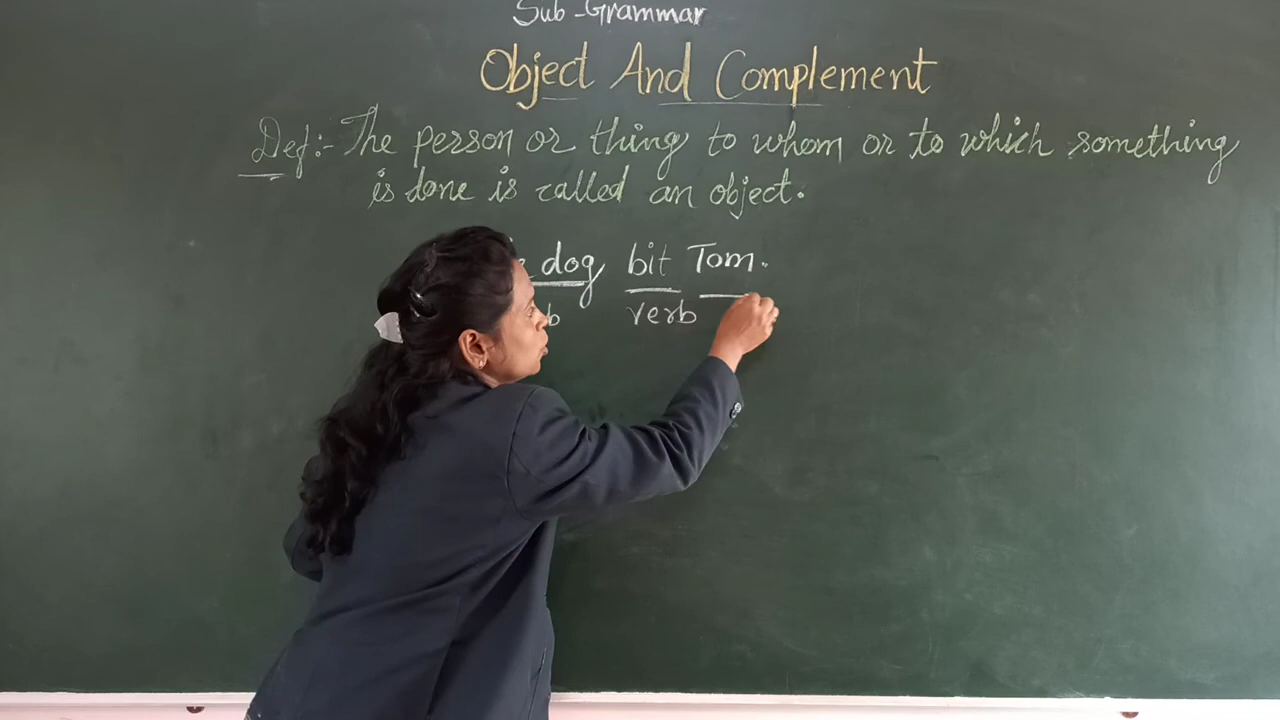 Sub-Grammar
Object And Complement
Def:- The person or thing to whom or to which something
is done is called an object.
dog bit Tom.
verb